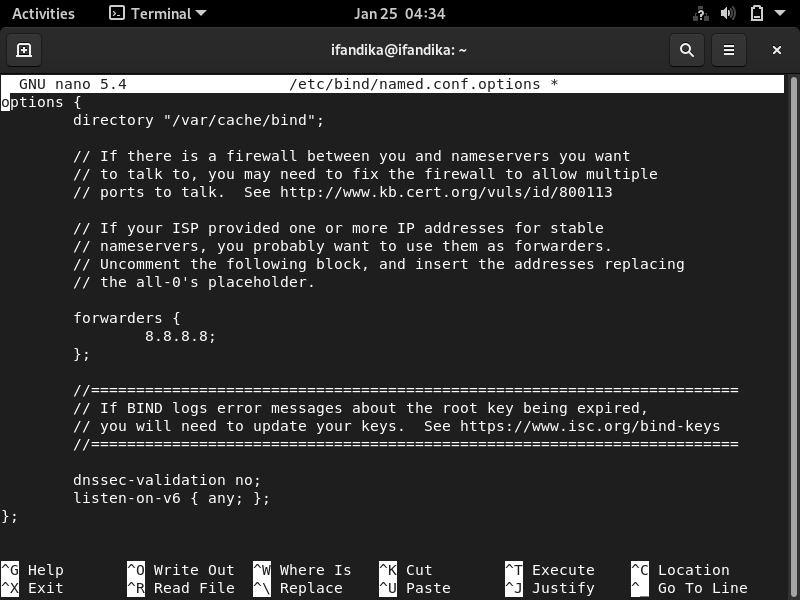 Activities Terminal Jan 25 04:34
ifandika@ifandika: ~
GNU nano 5.4 /etc/bind/named.conf.options *
options {
directory "/var/cache/bind";
// If there is a firewall between you and nameservers you want
// to talk to, you may need to fix the firewall to allow multiple
// ports to talk.  See http://www.kb.cert.org/vuls/id/800113
// If your ISP provided one or more IP addresses for stable
// nameservers, you probably want to use them as forwarders.
// Uncomment the following block, and insert the addresses replacing
// the all-0's placeholder.
forwarders {
8.8.8.8;
};
//========================================================================
// If BIND logs error messages about the root key being expired,
// you will need to update your keys.  See https://www.isc.org/bind-keys
//========================================================================
dnssec-validation no;
listen-on-v6 { any; };
};
^G Help ^O Write Out ^W Where Is ^K Cut ^T Execute ^C Location
^X Exit ^R Read File ^\ Replace ^U Paste ^J Justify ^_ Go To Line